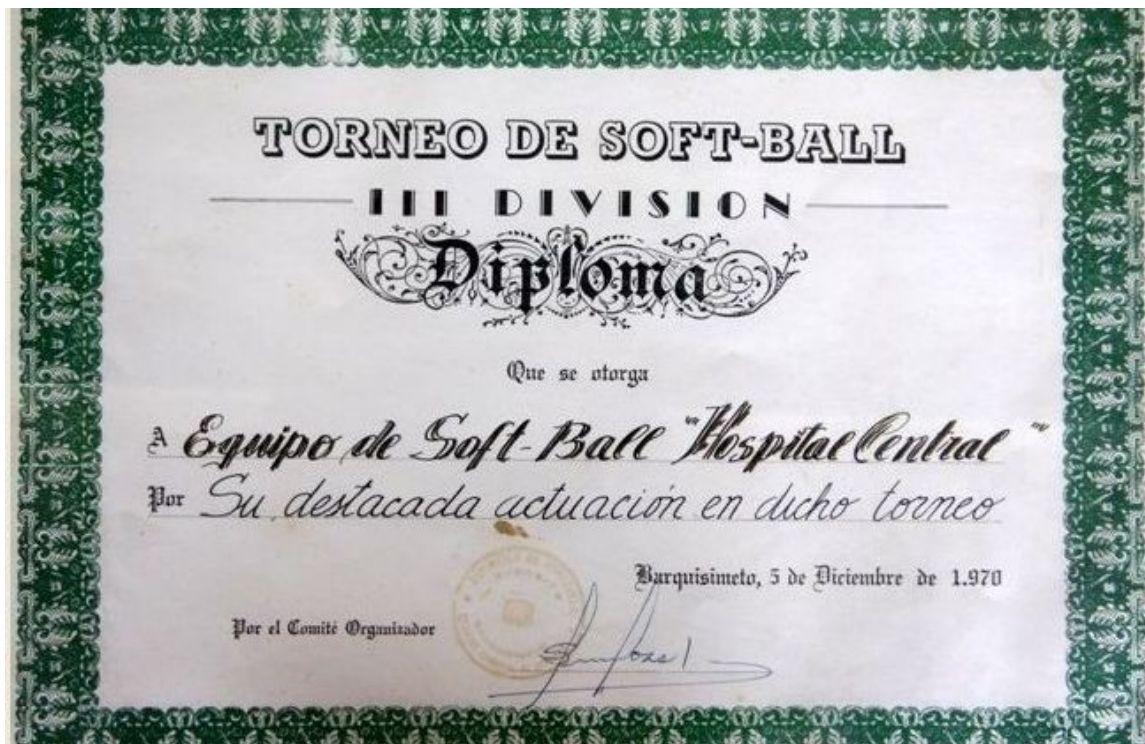 TORNEO DE SOFT-BALL
III DIVISION
Diploma
Que se otorga
A Equipo de Soft-Ball "Hospital Central"
Por Su destacada actuación en dicho torneo
Barquisimeto, 5 de Diciembre de 1.970
Por el Comité Organizador